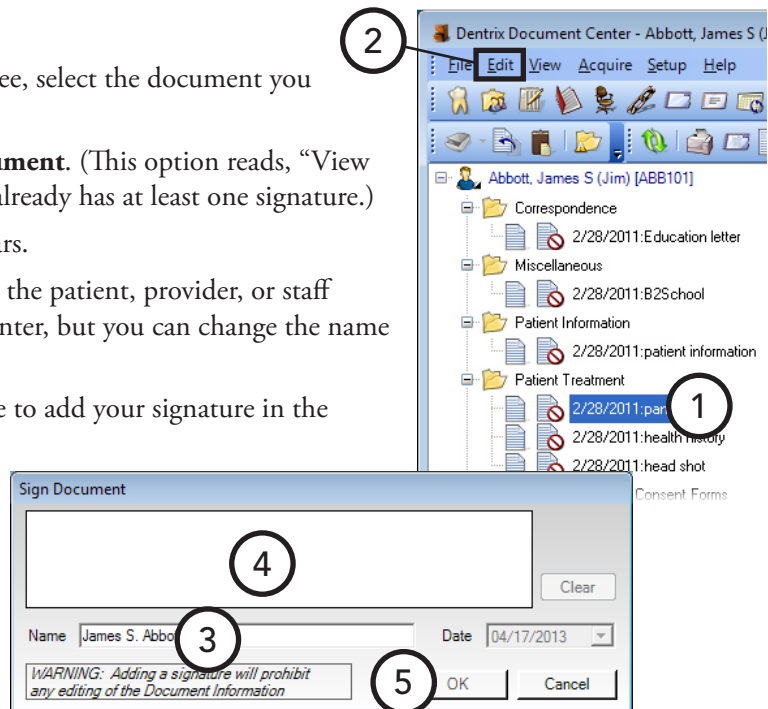 ee, select the document you
ument. (This option reads, “View
already has at least one signature.)
ars.
the patient, provider, or staff
nter, but you can change the name
e to add your signature in the
2
Dentrix Document Center - Abbott, James S (J
File Edit View Acquire Setup Help
Abbott, James S (Jim) [ABB101]
Correspondence
2/28/2011:Education letter
Miscellaneous
2/28/2011:B2School
Patient Information
2/28/2011:patient information
Patient Treatment
2/28/2011:pan
1
2/28/2011:health history
2/28/2011:head shot
Consent Forms
Sign Document
4
Clear
Name James S. Abbo
3
Date 04/17/2013
WARNING: Adding a signature will prohibit
any editing of the Document Information
5
OK Cancel